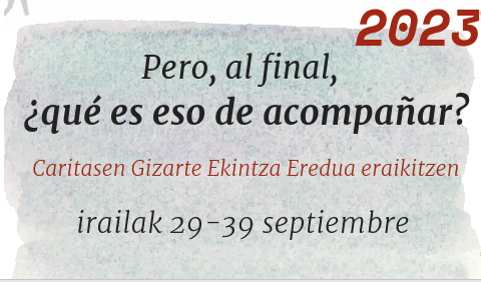 2023
Pero, al final,
¿qué es eso de acompañar?
Caritasen Gizarte Ekintza Eredua eraikitzen
irailak 29-39 septiembre